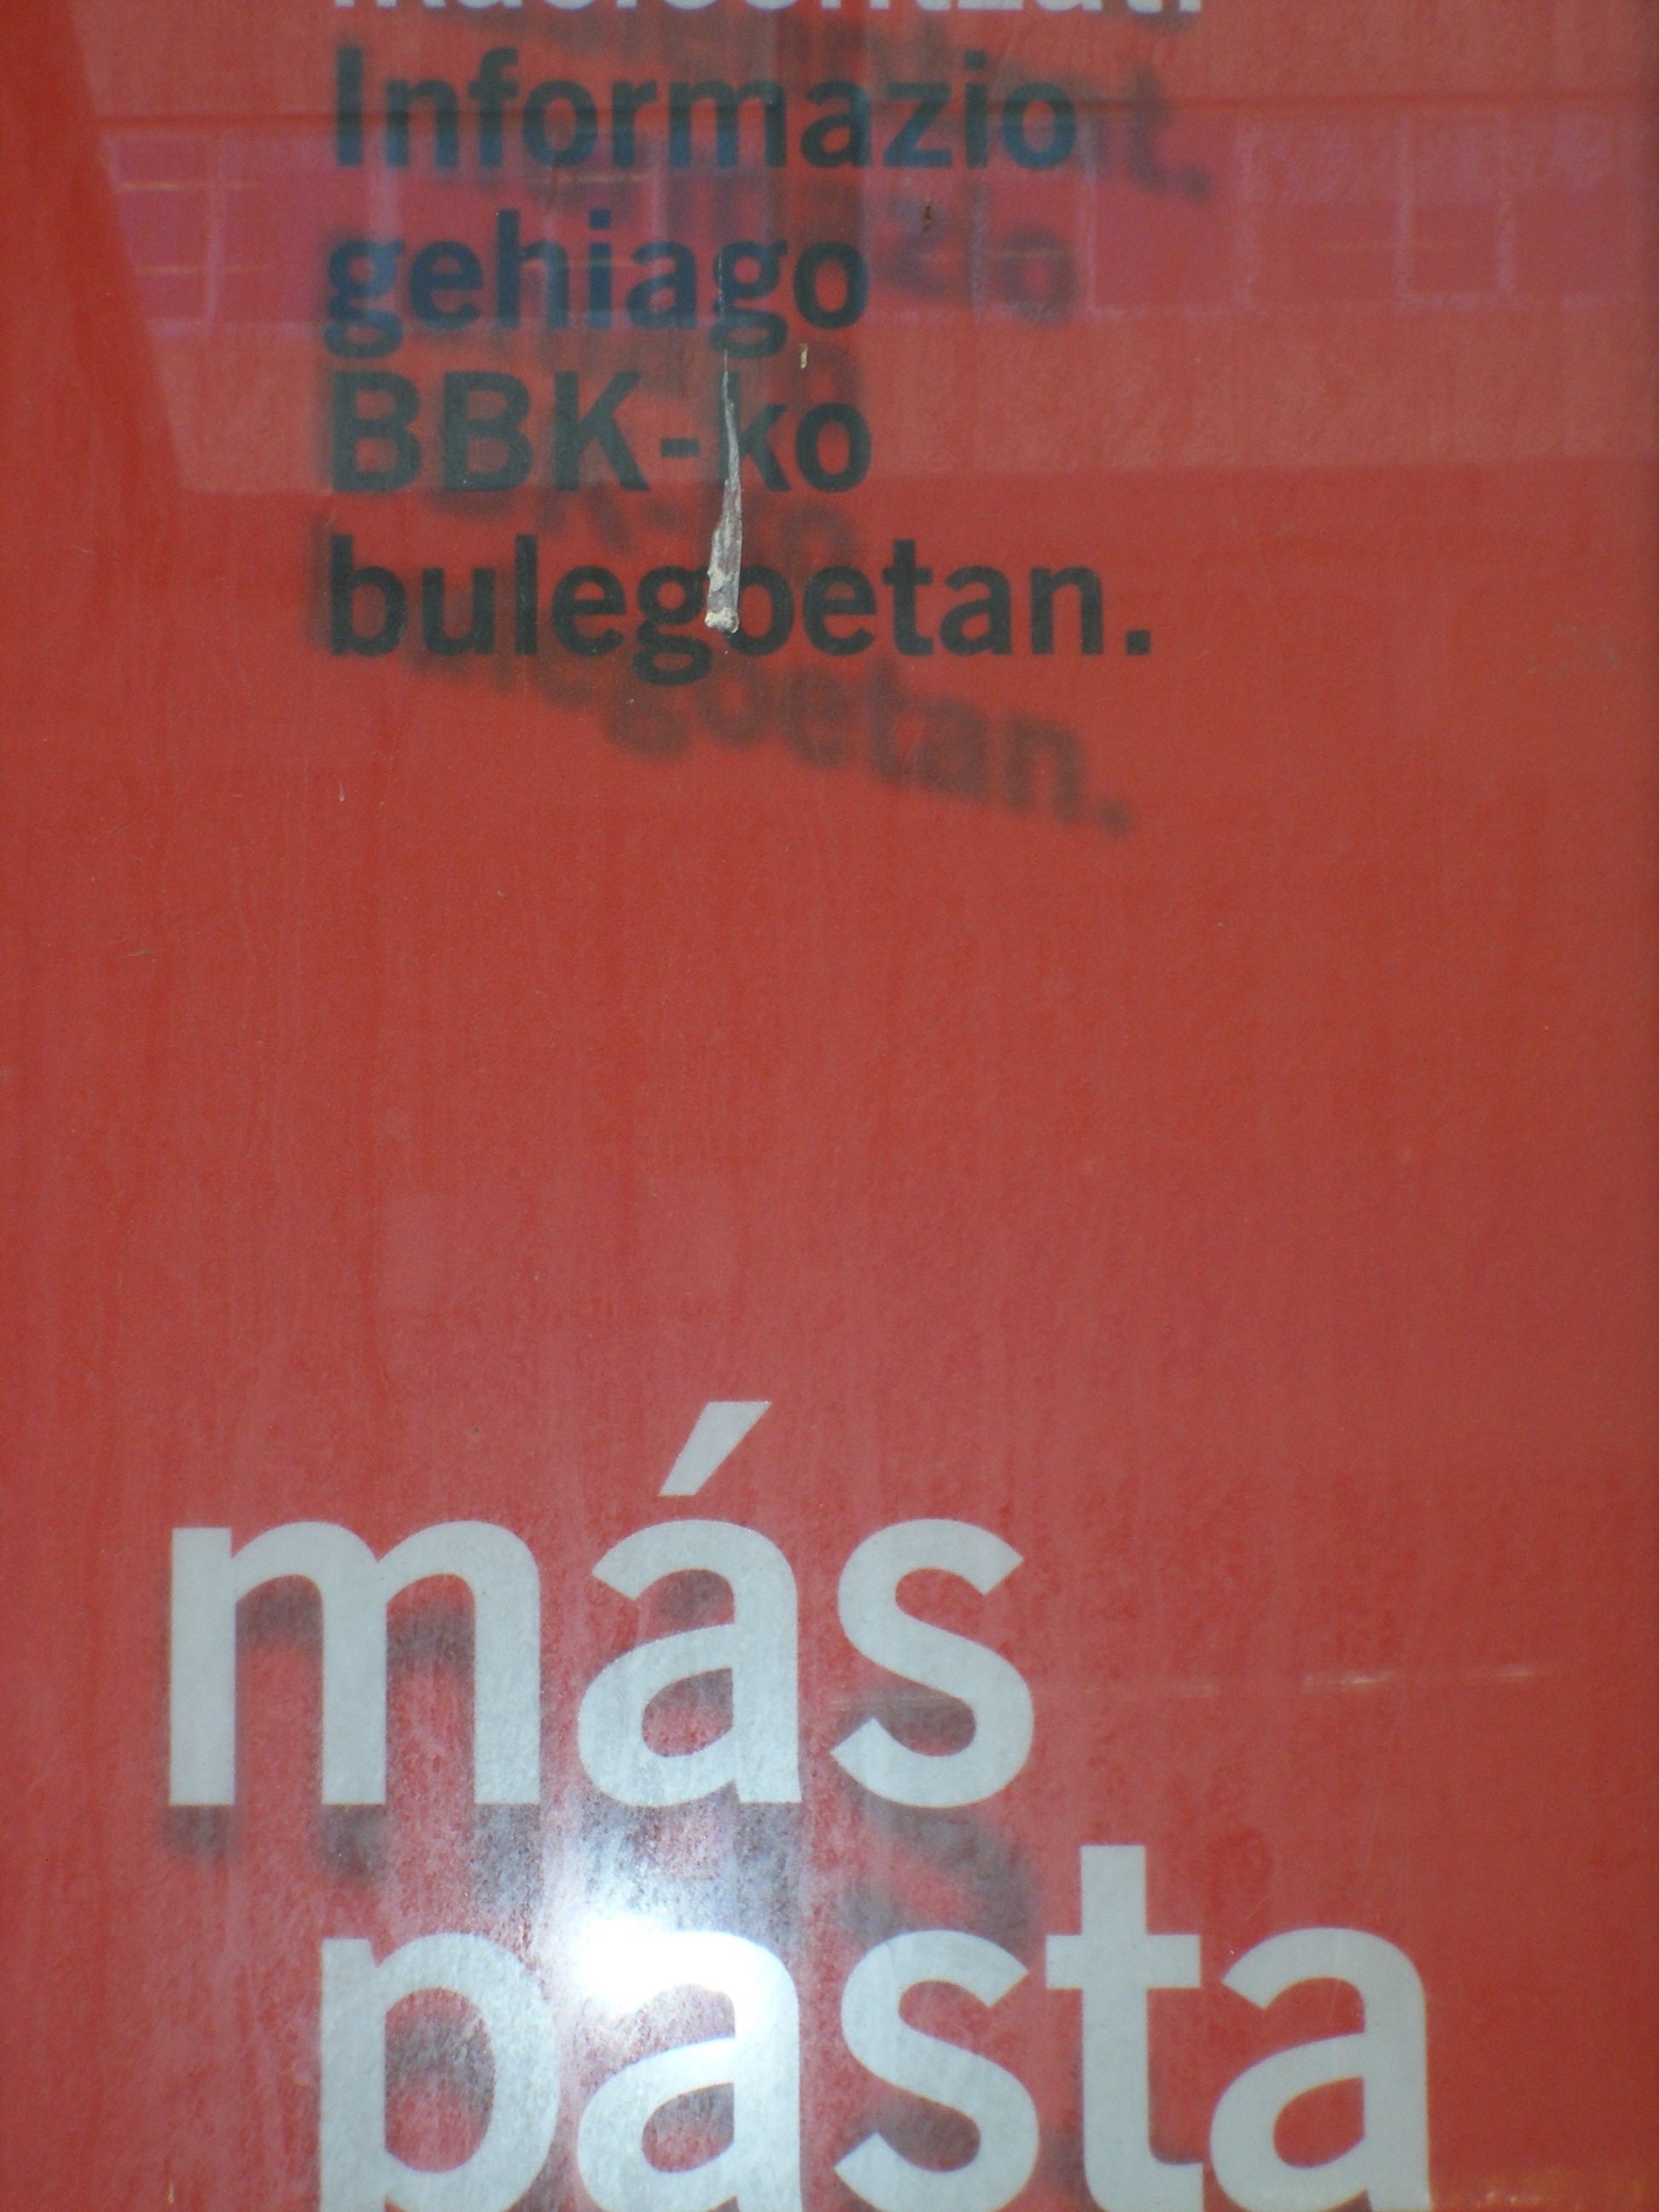 Informazio
gehiago
BBK-ko
bulegoetan.
más
pasta